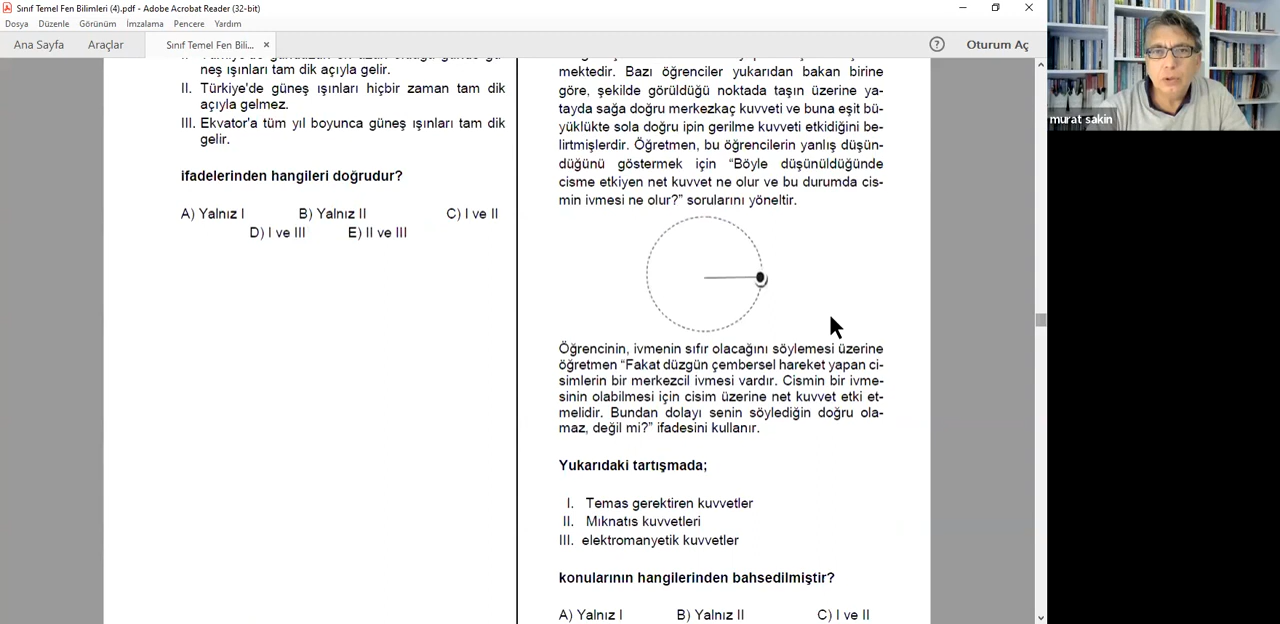 Sınıf Temel Fen Bilimleri (4).pdf - Adobe Acrobat Reader (32-bit)
Dosya Düzenle Görünüm İmzalama Pencere Yardım
Ana Sayfa Araçlar Sınıf Temel Fen Bili... × Oturum Aç
neş ışınları tam dik açıyla gelir.
II. Türkiye'de güneş ışınları hiçbir zaman tam dik
açıyla gelmez.
III. Ekvator'a tüm yıl boyunca güneş ışınları tam dik
gelir.
ifadelerinden hangileri doğrudur?
A) Yalnız I B) Yalnız II C) I ve II
D) I ve III E) II ve III
mektedir. Bazı öğrenciler yukarıdan bakan birine
göre, şekilde görüldüğü noktada taşın üzerine ya-
tayda sağa doğru merkezkaç kuvveti ve buna eşit bü-
yüklükte sola doğru ipin gerilme kuvveti etkidiğini be-
lirtmişlerdir. Öğretmen, bu öğrencilerin yanlış düşün-
düğünü göstermek için “Böyle düşünüldüğünde
cisme etkiyen net kuvvet ne olur ve bu durumda cis-
min ivmesi ne olur?” sorularını yöneltir.
Öğrencinin, ivmenin sıfır olacağını söylemesi üzerine
öğretmen “Fakat düzgün çembersel hareket yapan ci-
simlerin bir merkezcil ivmesi vardır. Cismin bir ivme-
sinin olabilmesi için cisim üzerine net kuvvet etki et-
melidir. Bundan dolayı senin söylediğin doğru ola-
maz, değil mi?” ifadesini kullanır.
Yukarıdaki tartışmada;
I. Temas gerektiren kuvvetler
II. Mıknatıs kuvvetleri
III. elektromanyetik kuvvetler
konularının hangilerinden bahsedilmiştir?
A) Yalnız I B) Yalnız II C) I ve II
murat sakin